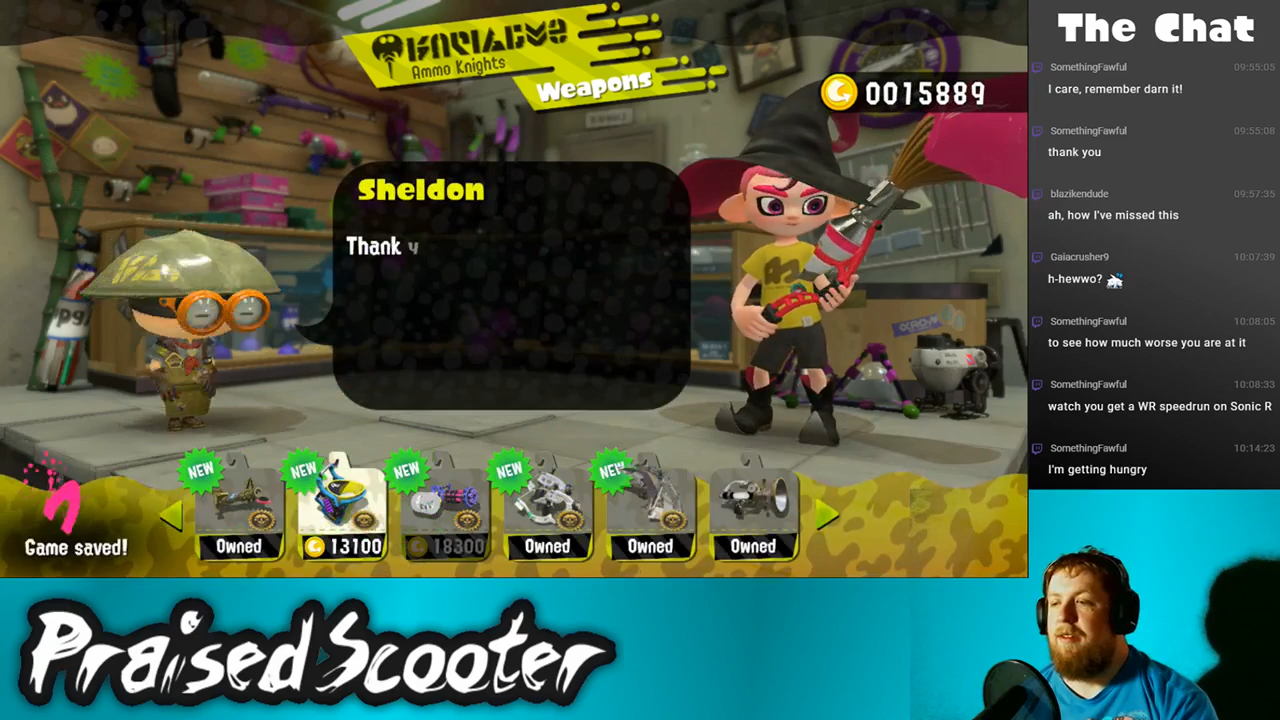 Ammo Knights
Weapons
0015889
Sheldon
Thank y
NEW
NEW
NEW
NEW
NEW
Owned
13100
18300
Owned
Owned
Owned
Game saved!
PraisedScooter
The Chat
SomethingFawful 09:55:05
I care, remember darn it!
SomethingFawful 09:55:08
thank you
blazikendude 09:57:35
ah, how I've missed this
Gaiacrusher9 10:07:39
h-hewwo?
SomethingFawful 10:08:05
to see how much worse you are at it
SomethingFawful 10:08:33
watch you get a WR speedrun on Sonic R
SomethingFawful 10:14:23
I'm getting hungry